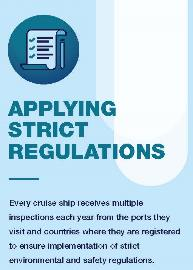 APPLYING
STRICT
REGULATIONS
Every cruise ship receives multiple
inspections each year from the ports they
visit and countries where they are registered
to ensure implementation of strict
environmental and safety regulations.